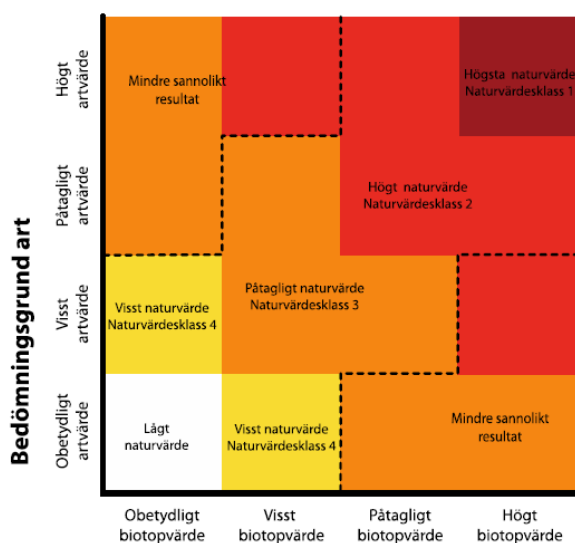 Bedömningsgrund art
Högt
artvärde
Påtagligt
artvärde
Visst
artvärde
Obetydligt
artvärde
Mindre sannolikt
resultat
Högsta naturvärde
Naturvärdesklass 1
Högt naturvärde
Naturvärdesklass 2
Påtagligt naturvärde
Naturvärdesklass 3
Visst naturvärde
Naturvärdesklass 4
Lågt
naturvärde
Visst naturvärde
Naturvärdesklass 4
Mindre sannolikt
resultat
Obetydligt
biotopvärde
Visst
biotopvärde
Påtagligt
biotopvärde
Högt
biotopvärde